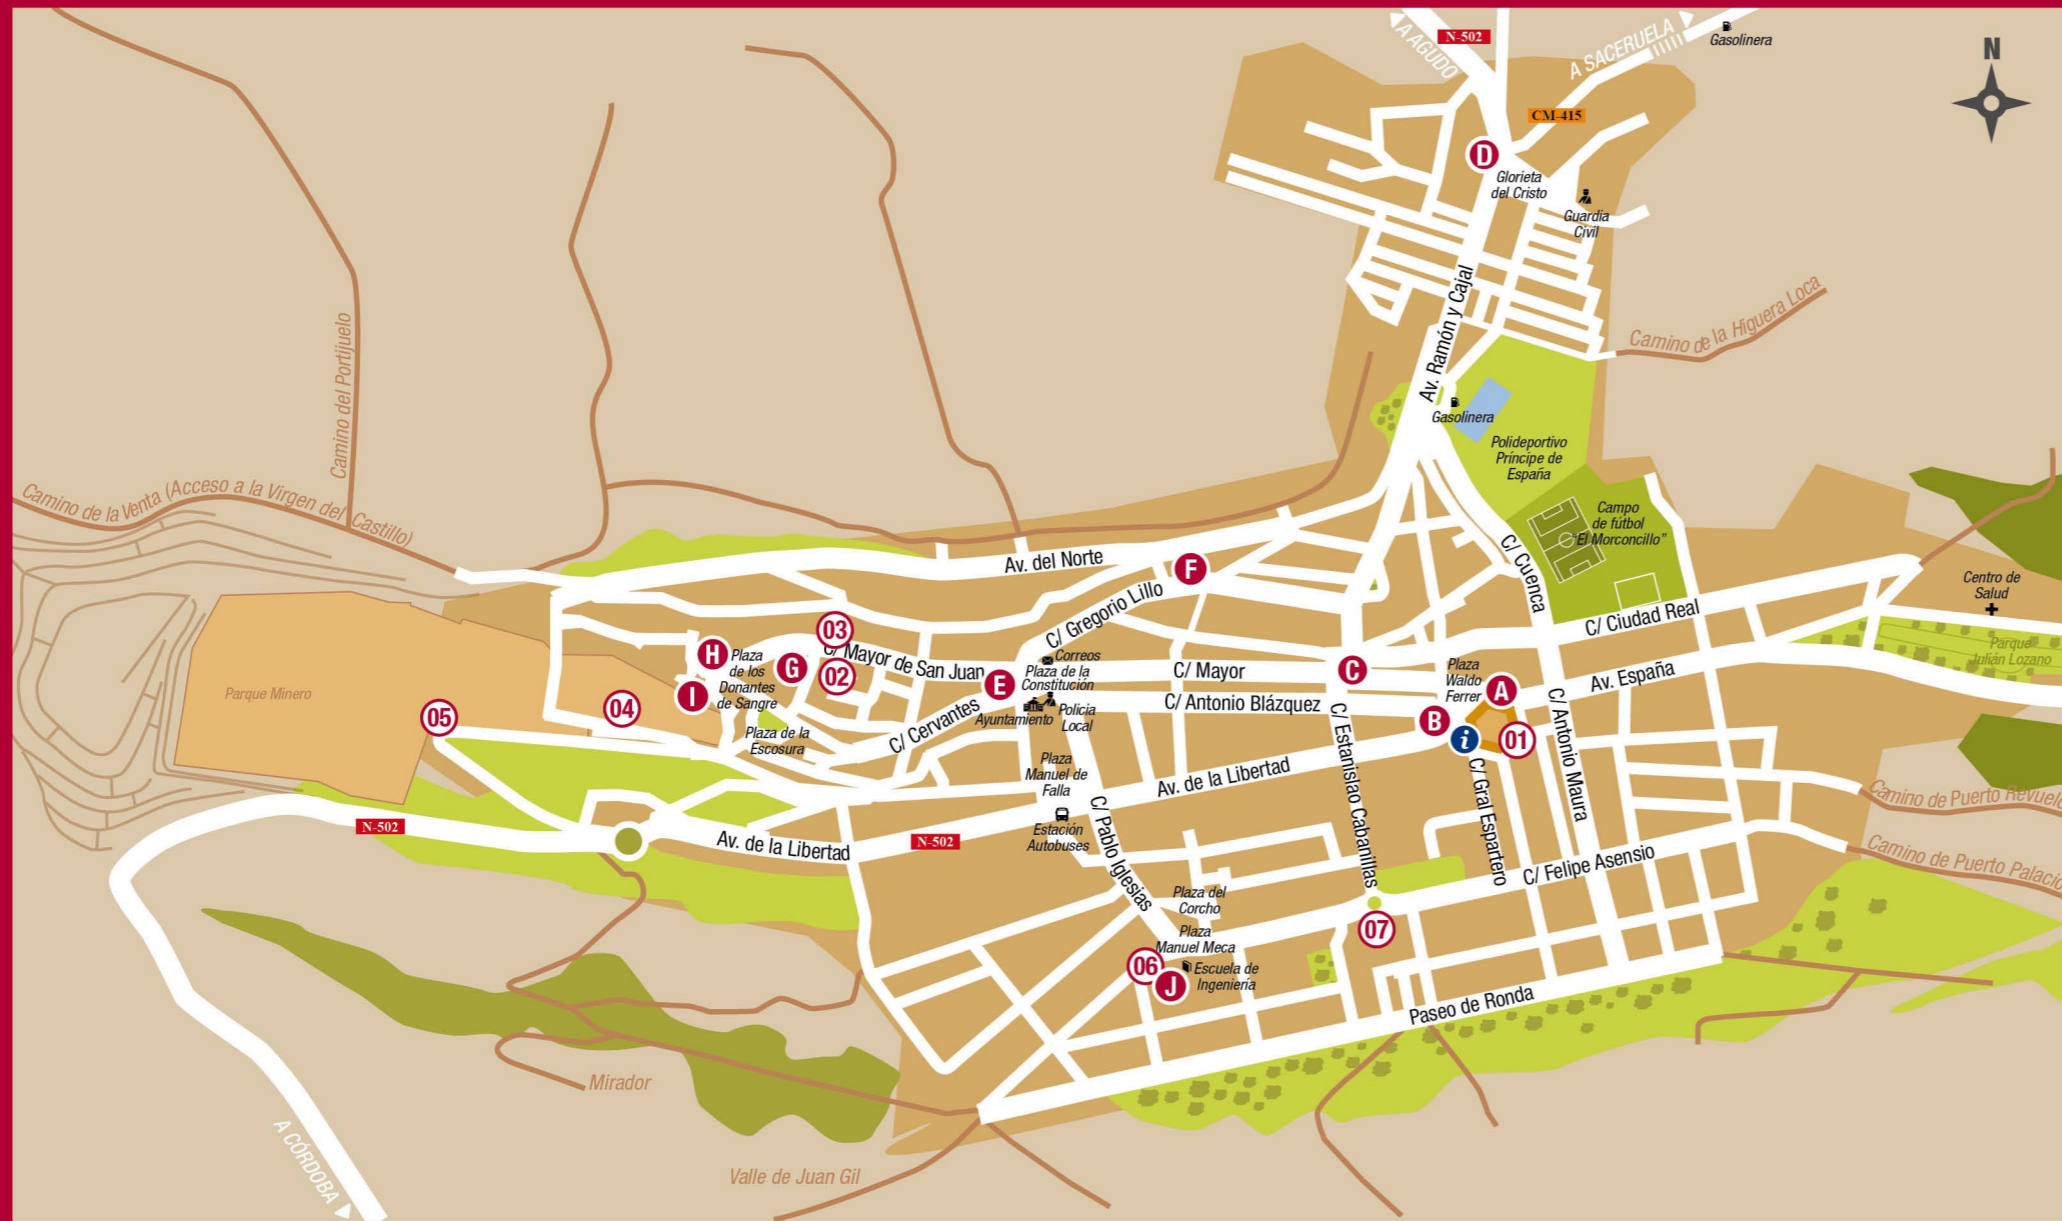 N-502
A AGUDO
A SACERUELA
Gasolinera
N
CM-415
D
Glorieta
del Cristo
Guardia
Civil
Av. Ramón y Cajal
Camino de la Higuera Loca
Gasolinera
Polideportivo
Príncipe de
España
Campo
de fútbol
"El Morconcillo"
C/ Cuenca
Camino del Portijuelo
Camino de la Venta (Acceso a la Virgen del Castillo)
Av. del Norte
F
C/ Gregorio Lillo
C/ Ciudad Real
Centro de
Salud
Parque
Julián Lozano
03
C/ Mayor de San Juan
02
H
Plaza
de los
Donantes
de Sangre
G
I
E
Correos
Plaza de la
Constitución
Ayuntamiento
Policia
Local
C/ Mayor
C
C/ Antonio Blázquez
Plaza
Waldo
Ferrer
A
B
i
01
Av. España
C/ Antonio Maura
Parque Minero
05
04
Plaza de la
Escosura
C/ Cervantes
Plaza
Manuel de
Falla
Av. de la Libertad
C/ Estanislao Cabanillas
C/ Gral Espartero
Camino de Puerto Revuelo
Camino de Puerto Palacio
N-502
Av. de la Libertad
N-502
Estación
Autobuses
C/ Pablo Iglesias
C/ Felipe Asensio
Plaza del
Corcho
Plaza
Manuel Meca
07
06
J
Escuela de
Ingeniería
Paseo de Ronda
Mirador
A CÓRDOBA
Valle de Juan Gil